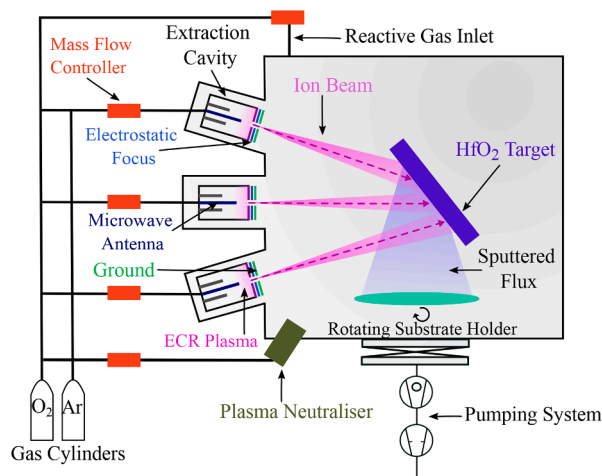 Extraction
Cavity
Reactive Gas Inlet
Mass Flow
Controller
Ion Beam
Electrostatic
Focus
HfO2 Target
Microwave
Antenna
Ground
Sputtered
Flux
ECR Plasma
Rotating Substrate Holder
Plasma Neutraliser
Pumping System
O2
Ar
Gas Cylinders